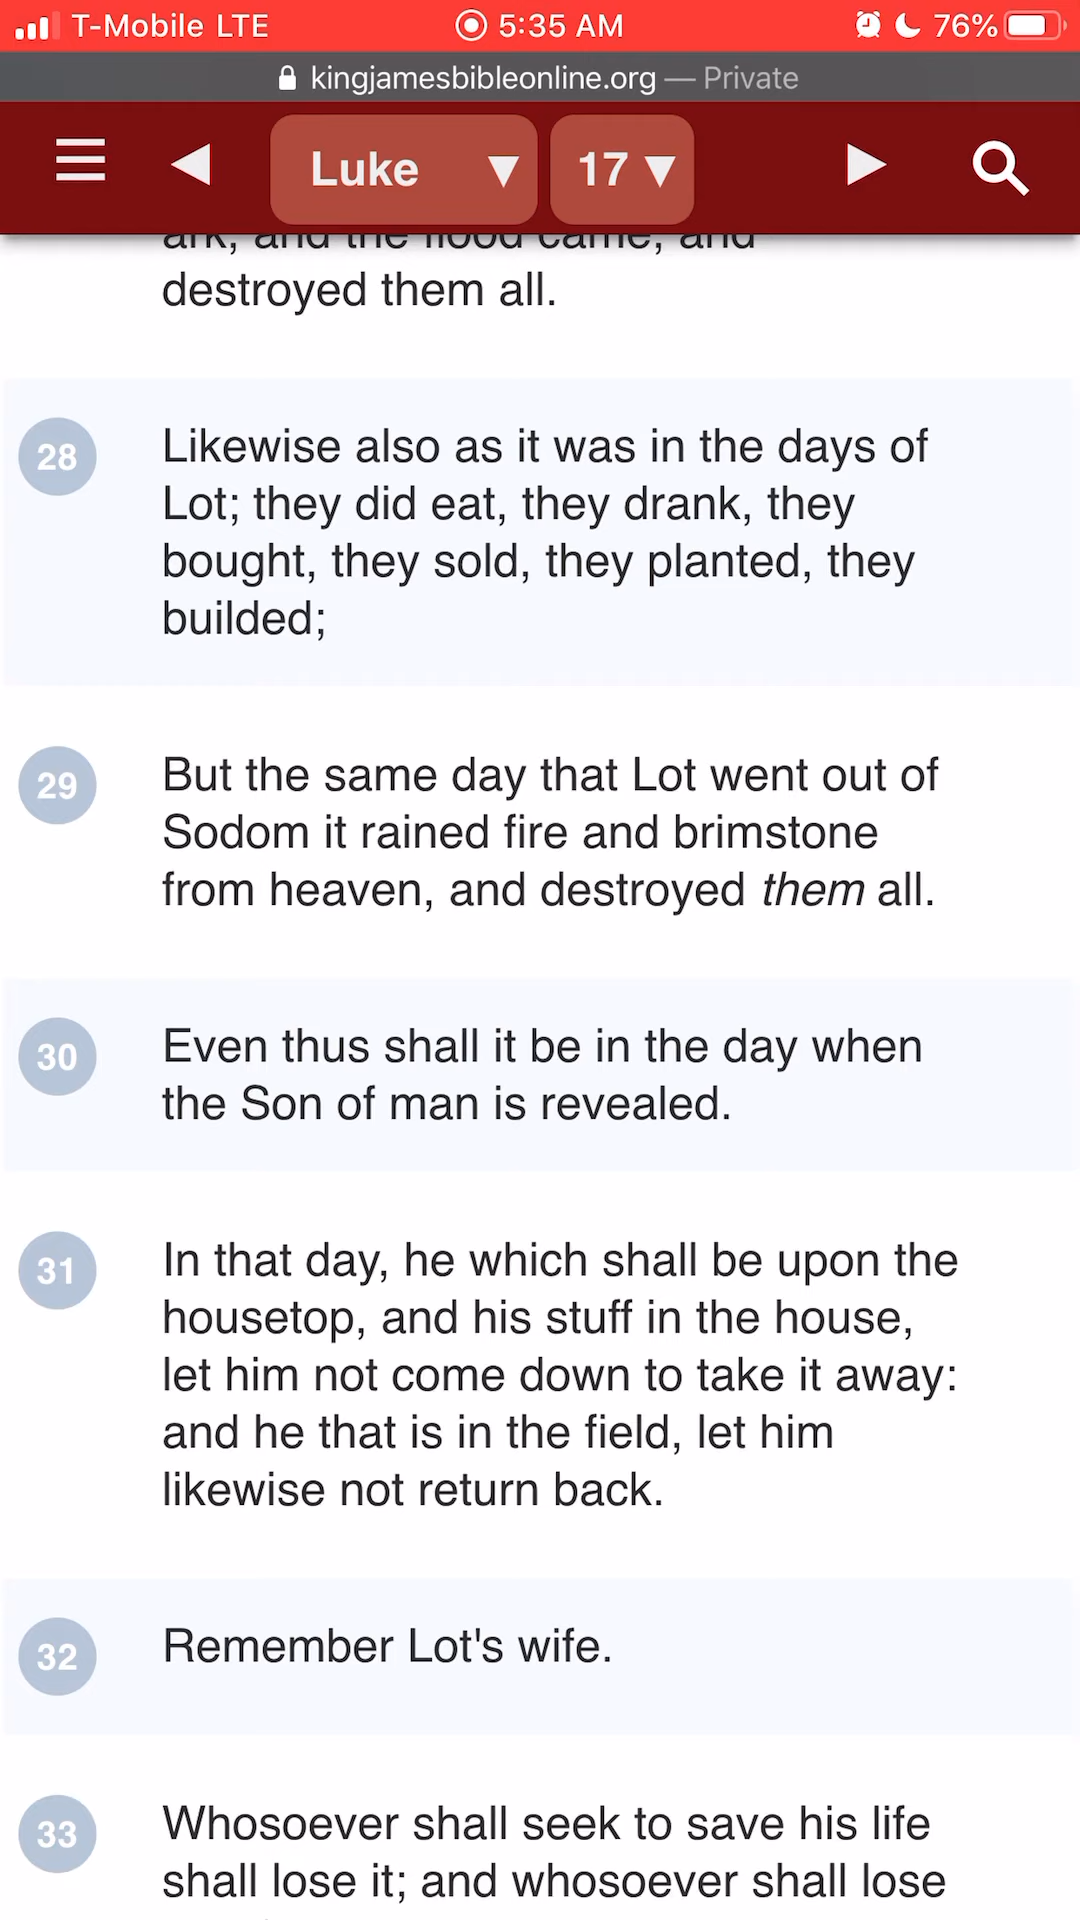 T-Mobile LTE 5:35 AM 76%
kingjamesbibleonline.org — Private
Luke ▼ 17 ▼
ark, and the flood came, and
destroyed them all.
28 Likewise also as it was in the days of
Lot; they did eat, they drank, they
bought, they sold, they planted, they
builded;
29 But the same day that Lot went out of
Sodom it rained fire and brimstone
from heaven, and destroyed them all.
30 Even thus shall it be in the day when
the Son of man is revealed.
31 In that day, he which shall be upon the
housetop, and his stuff in the house,
let him not come down to take it away:
and he that is in the field, let him
likewise not return back.
32 Remember Lot's wife.
33 Whosoever shall seek to save his life
shall lose it; and whosoever shall lose